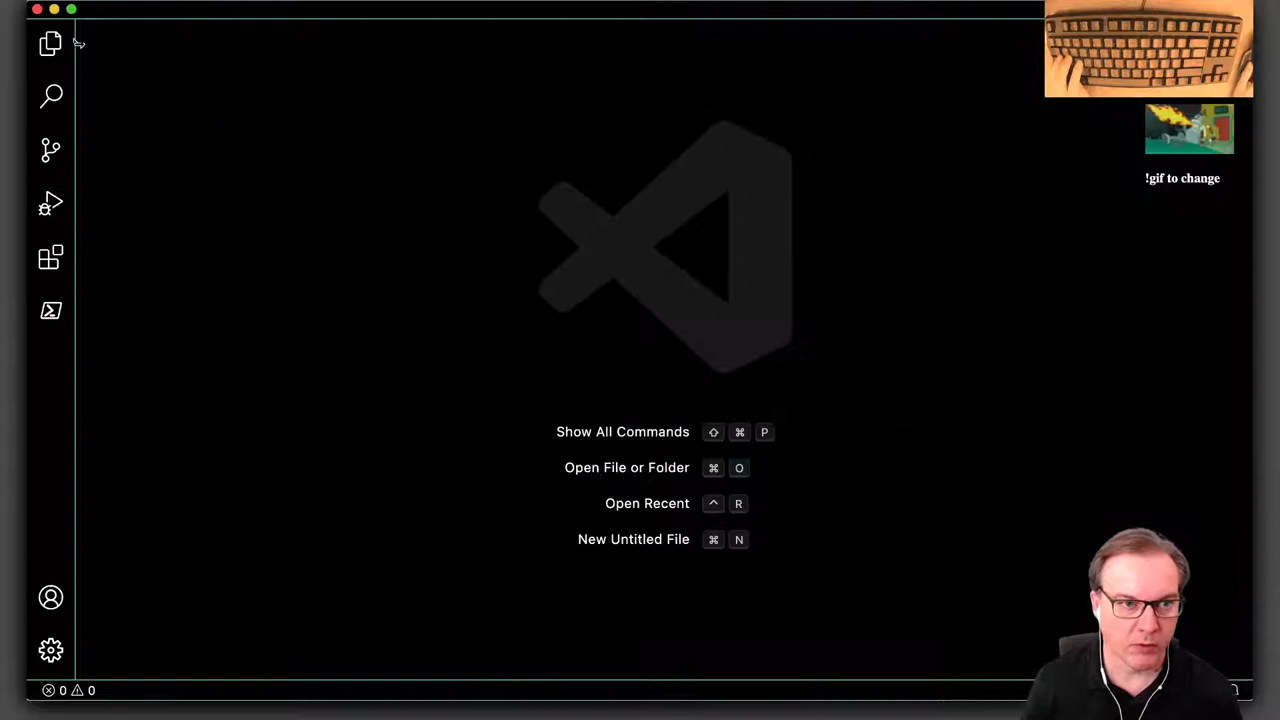 !gif to change
Show All Commands ⇧ ⌘ P
Open File or Folder ⌘ O
Open Recent ^ R
New Untitled File ⌘ N
0 0